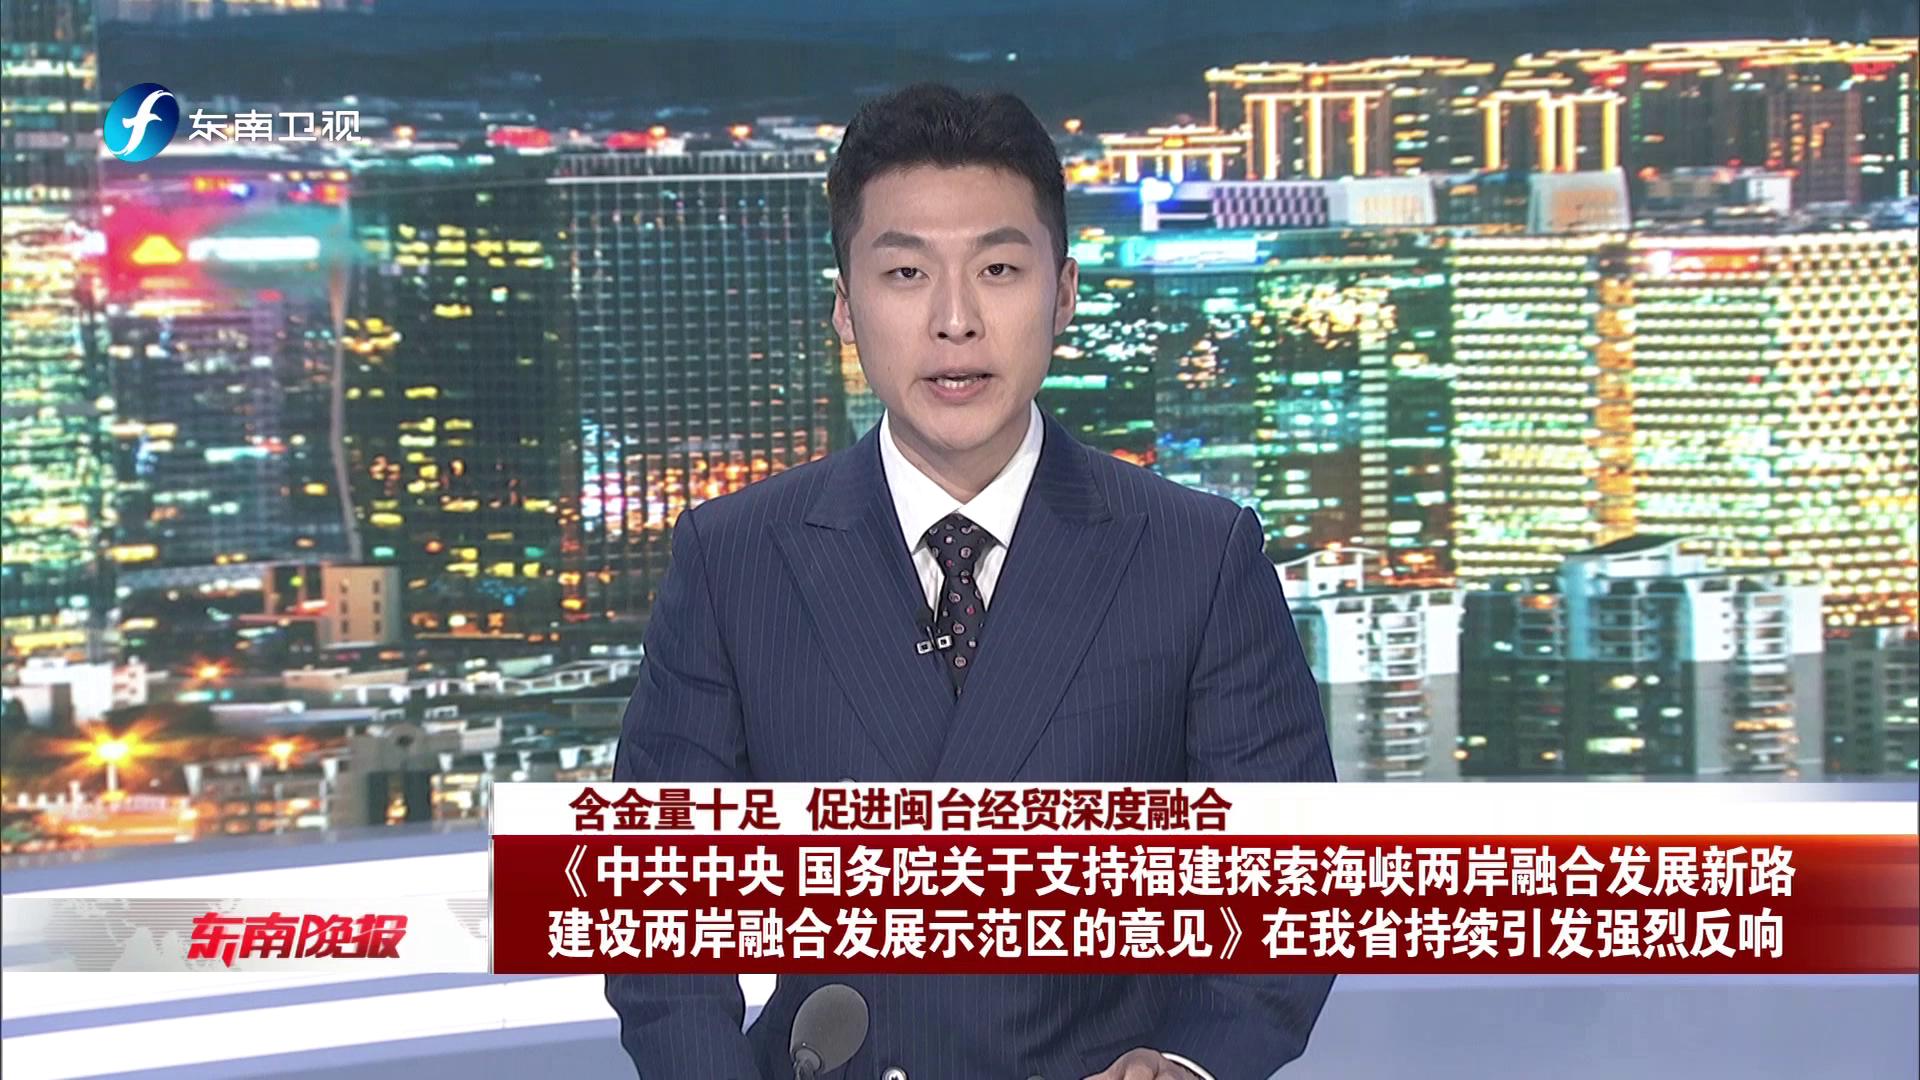 东南卫视
含金量十足 促进闽台经贸深度融合
《中共中央 国务院关于支持福建探索海峡两岸融合发展新路
建设两岸融合发展示范区的意见》在我省持续引发强烈反响
东南晚报